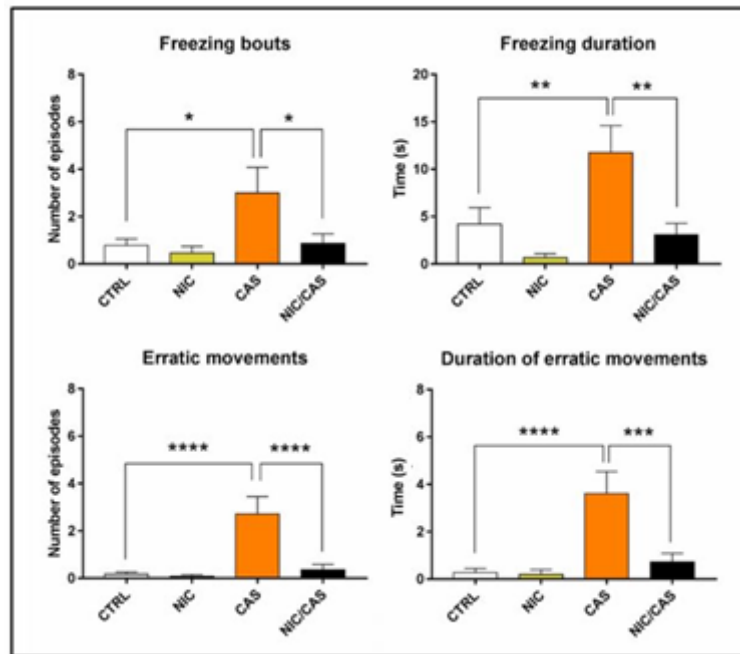 Freezing bouts
Number of episodes
8
6
4
2
0
*
*
CTRL
NIC
CAS
NIC/CAS
Freezing duration
Time (s)
20
15
10
5
0
**
**
CTRL
NIC
CAS
NIC/CAS
Erratic movements
Number of episodes
8
6
4
2
0
****
****
CTRL
NIC
CAS
NIC/CAS
Duration of erratic movements
Time (s)
8
6
4
2
0
****
***
CTRL
NIC
CAS
NIC/CAS